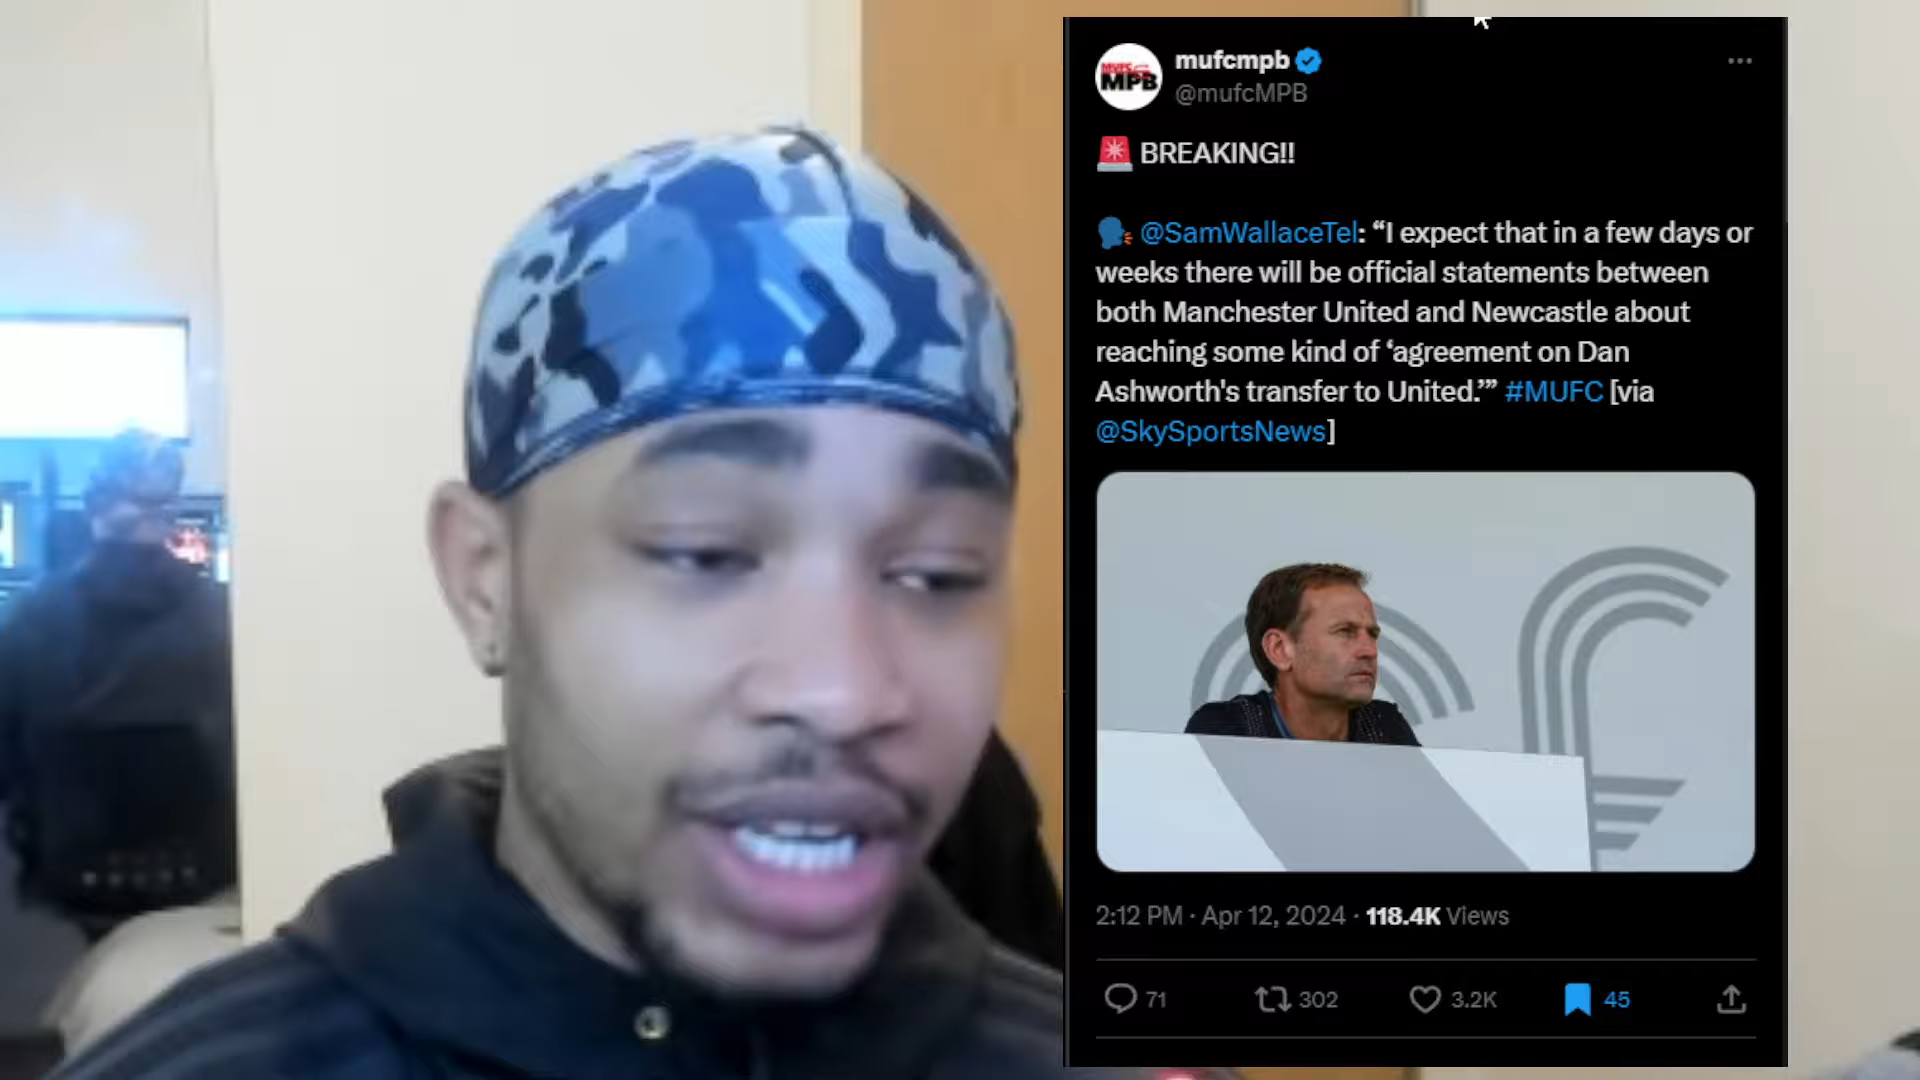 mufcmpb
@mufcMPB
MUFC
MPB
🚨 BREAKING!!
🗣 @SamWallaceTel: “I expect that in a few days or
weeks there will be official statements between
both Manchester United and Newcastle about
reaching some kind of ‘agreement on Dan
Ashworth's transfer to United.’” #MUFC [via
@SkySportsNews]
2:12 PM · Apr 12, 2024 · 118.4K Views
71 302 3.2K 45